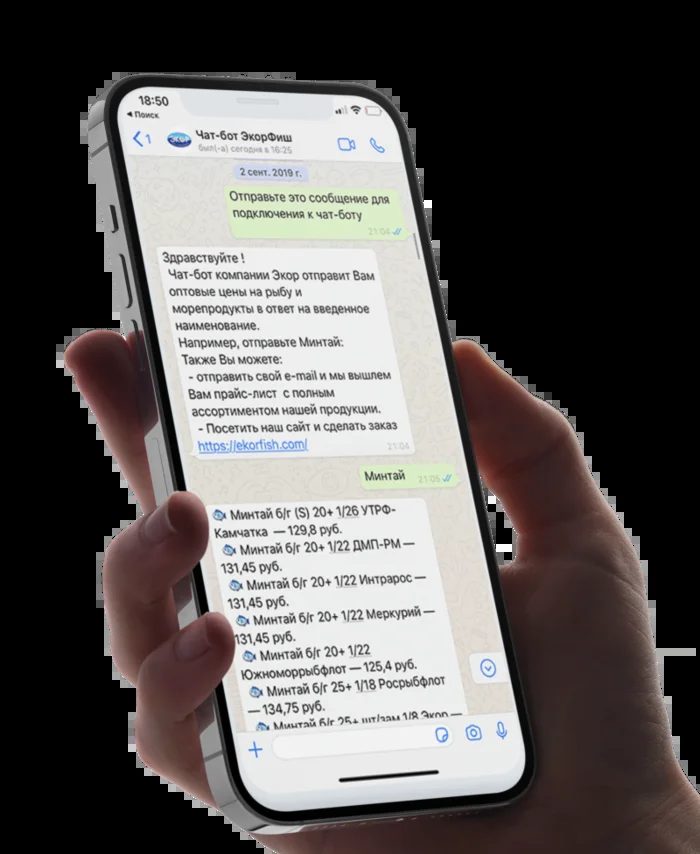 18:50
Поиск
1
ЭКОР
Чат-бот ЭкорФиш
был(-а) сегодня в 16:25
2 сент. 2019 г.
Отправьте это сообщение для
подключения к чат-боту
21:04
Здравствуйте !
Чат-бот компании Экор отправит Вам
оптовые цены на рыбу и
морепродукты в ответ на введенное
наименование.
Например, отправьте Минтай:
Также Вы можете:
- отправить свой e-mail и мы вышлем
Вам прайс-лист с полным
ассортиментом нашей продукции.
- Посетить наш сайт и сделать заказ
https://ekorfish.com/
21:04
Минтай 21:05
Минтай б/г (S) 20+ 1/26 УТРФ-
Камчатка — 129,8 руб.
Минтай б/г 20+ 1/22 ДМП-РМ —
131,45 руб.
Минтай б/г 20+ 1/22 Интрарос —
131,45 руб.
Минтай б/г 20+ 1/22 Меркурий —
131,45 руб.
Минтай б/г 20+ 1/22
Южноморрыбфлот — 125,4 руб.
Минтай б/г 25+ 1/18 Росрыбфлот
— 134,75 руб.
Минтай б/г 25+ шт/зам 1/8 Экор —